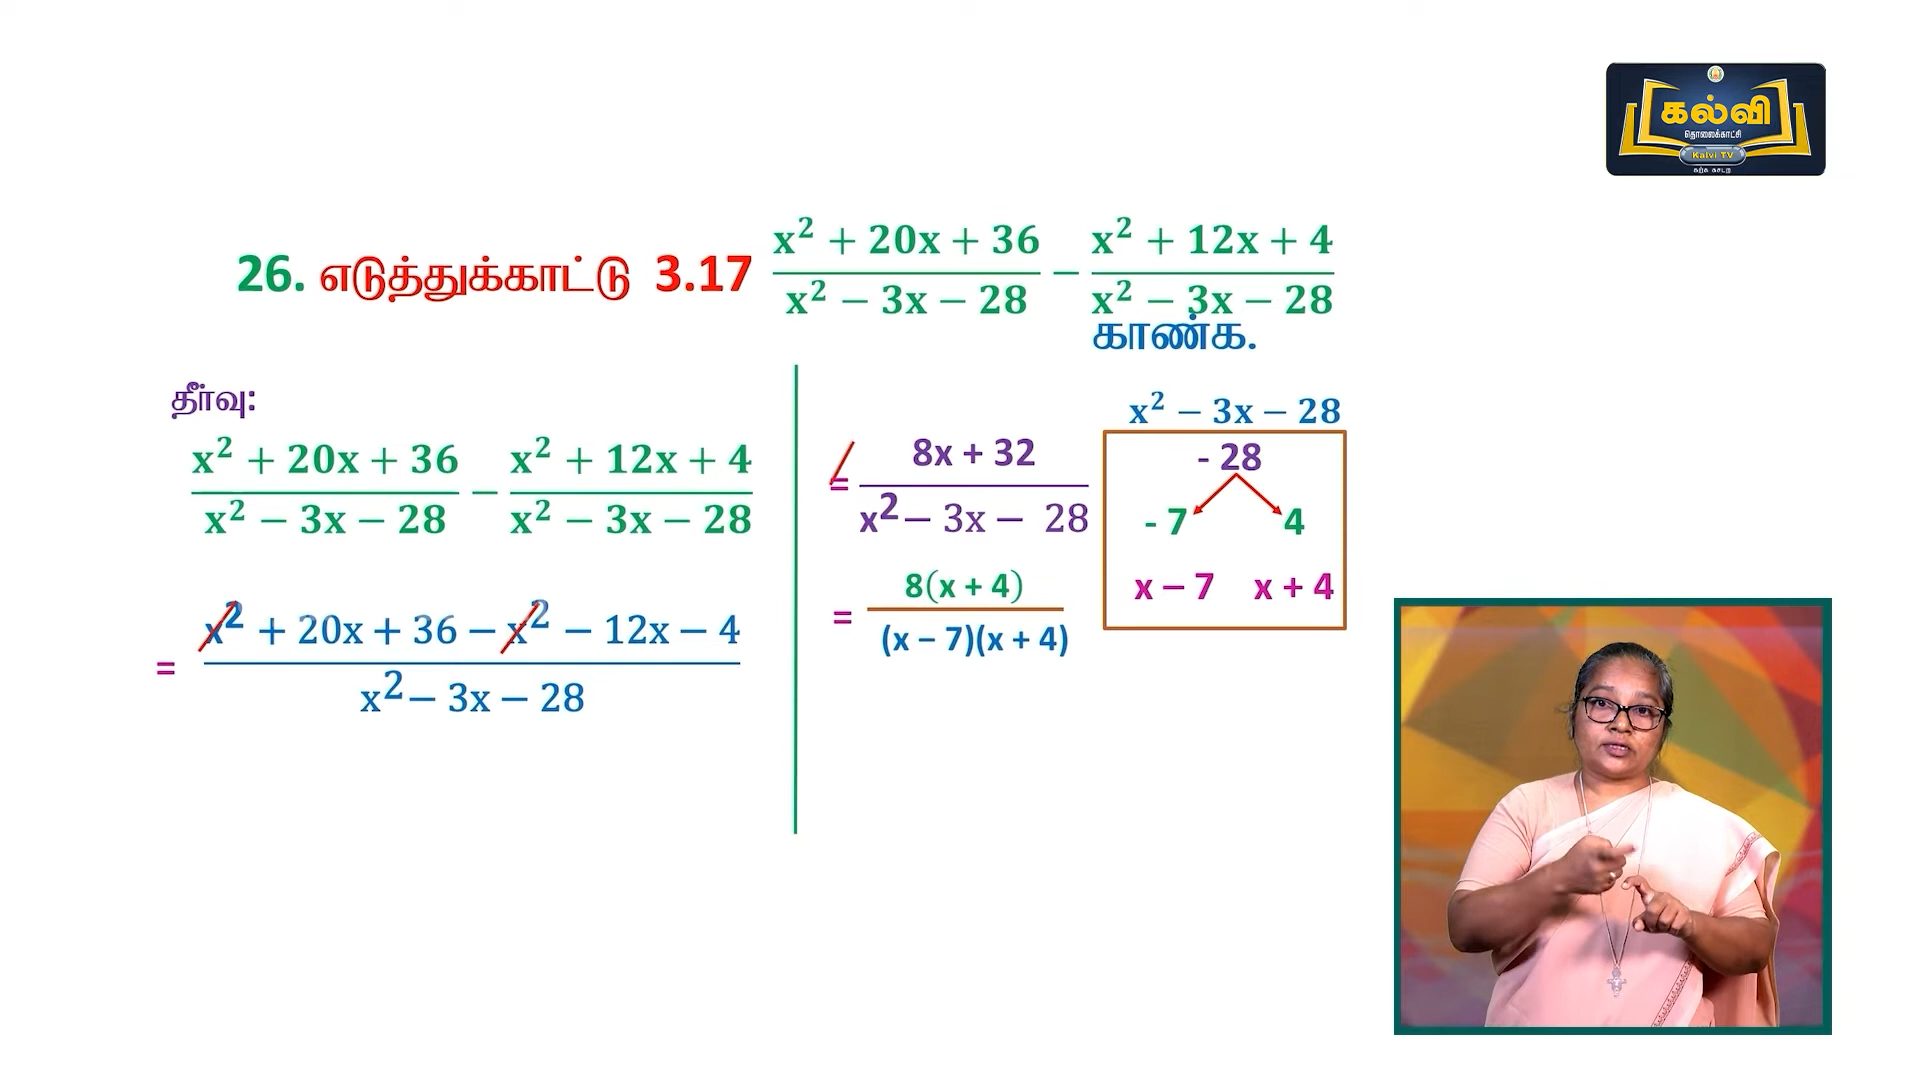 கல்வி
தொலைக்காட்சி
Kalvi TV
கற்க கசடற
26. எடுத்துக்காட்டு 3.17 (x² + 20x + 36)/(x² − 3x − 28) − (x² + 12x + 4)/(x² − 3x − 28)
காண்க.
தீர்வு:
(x² + 20x + 36)/(x² − 3x − 28) − (x² + 12x + 4)/(x² − 3x − 28)
= (x² + 20x + 36 − x² − 12x − 4)/(x² − 3x − 28)
= (8x + 32)/(x² − 3x − 28)
= 8(x + 4)/(x − 7)(x + 4)
x² − 3x − 28
- 28
- 7 4
x − 7 x + 4